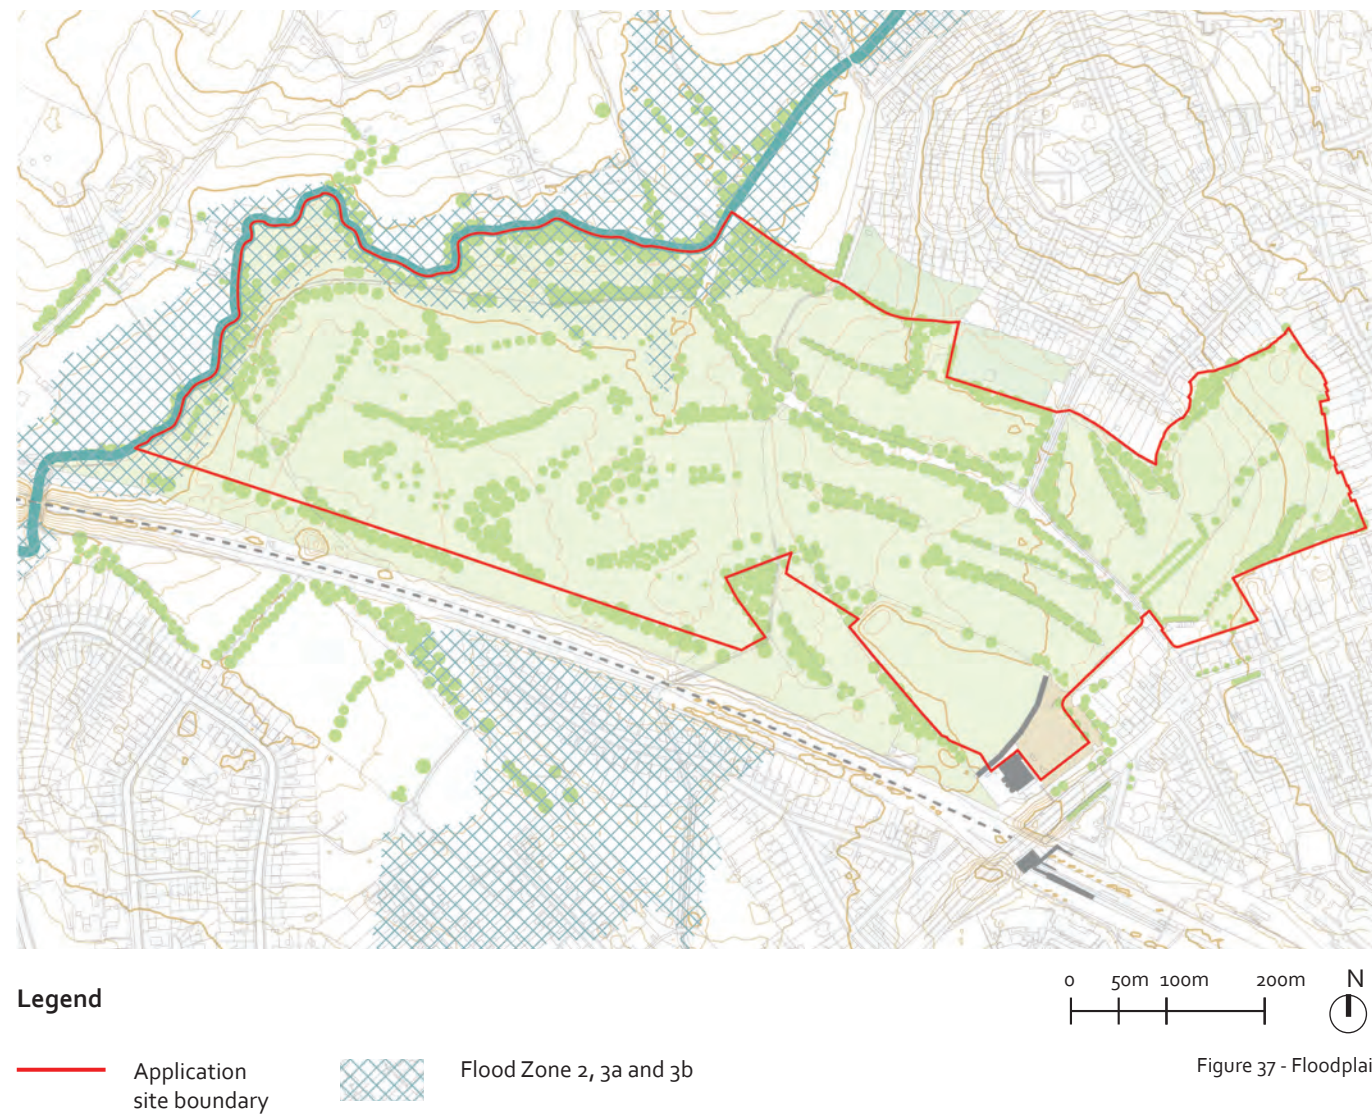 Legend
0 50m 100m 200m N
Application
site boundary
Flood Zone 2, 3a and 3b
Figure 37 - Floodplai